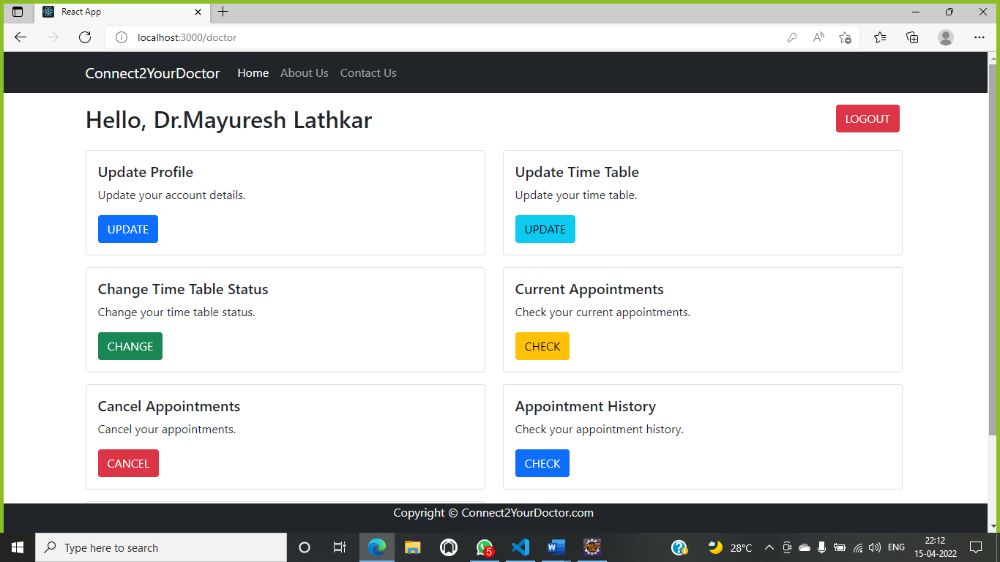 React App
localhost:3000/doctor
Connect2YourDoctor Home About Us Contact Us
Hello, Dr.Mayuresh Lathkar
LOGOUT
Update Profile
Update your account details.
UPDATE
Update Time Table
Update your time table.
UPDATE
Change Time Table Status
Change your time table status.
CHANGE
Current Appointments
Check your current appointments.
CHECK
Cancel Appointments
Cancel your appointments.
CANCEL
Appointment History
Check your appointment history.
CHECK
Copyright © Connect2YourDoctor.com
Type here to search
5
Java EE
IDE
28°C
ENG
22:12
15-04-2022